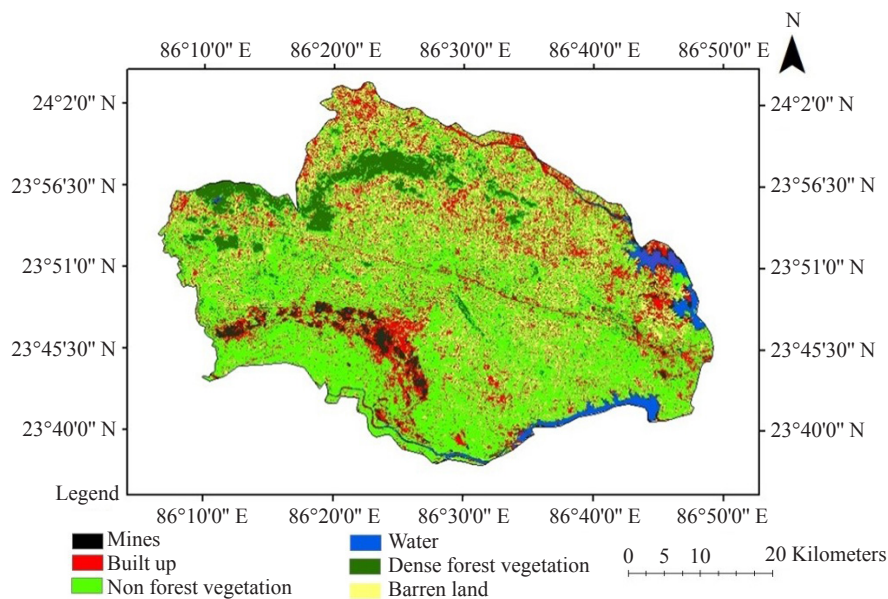 N
86°10'0" E 86°20'0" E 86°30'0" E 86°40'0" E 86°50'0" E
24°2'0" N 24°2'0" N
23°56'30" N 23°56'30" N
23°51'0" N 23°51'0" N
23°45'30" N 23°45'30" N
23°40'0" N 23°40'0" N
Legend
86°10'0" E 86°20'0" E 86°30'0" E 86°40'0" E 86°50'0" E
Mines Water
Built up Dense forest vegetation
Non forest vegetation Barren land
0 5 10 20 Kilometers